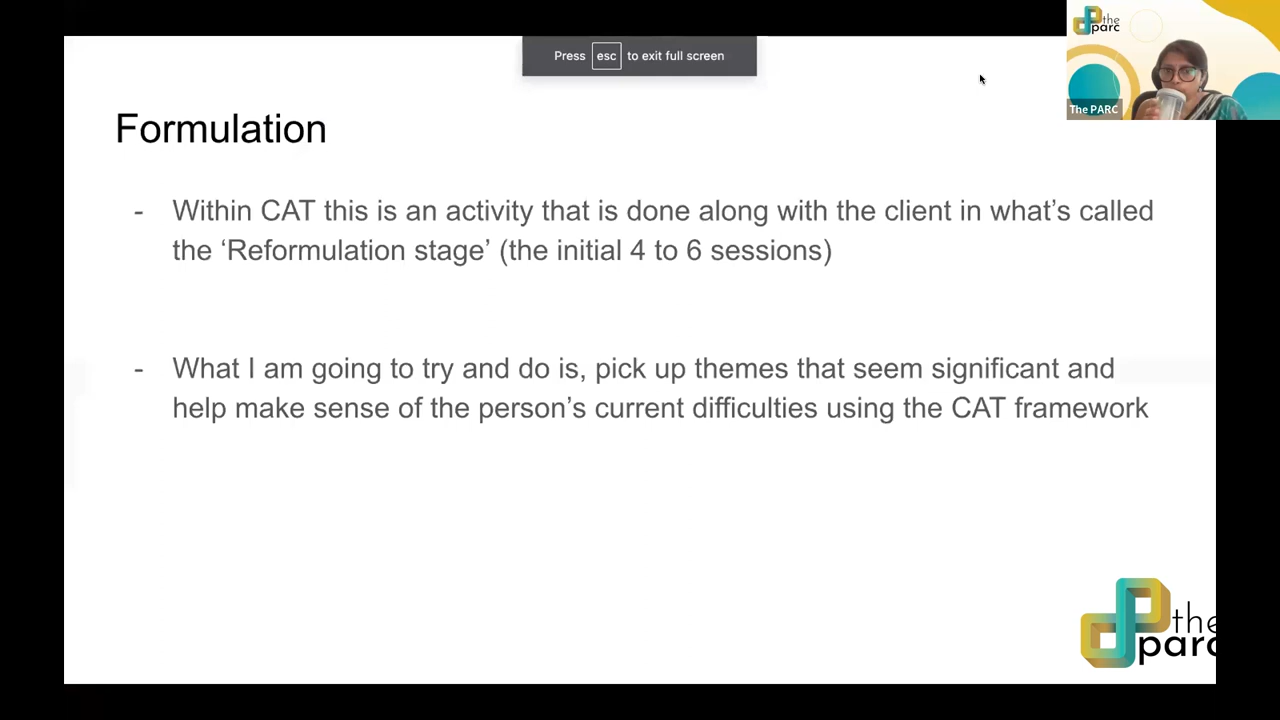 Press esc to exit full screen
the
parc
The PARC
Formulation
- Within CAT this is an activity that is done along with the client in what's called
the ‘Reformulation stage’ (the initial 4 to 6 sessions)
- What I am going to try and do is, pick up themes that seem significant and
help make sense of the person’s current difficulties using the CAT framework
the
parc